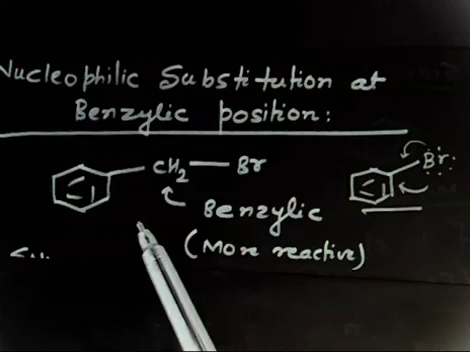 Nucleophilic Substitution at
Benzylic position:
CH2 — Br
Br
Benzylic
(More reactive)